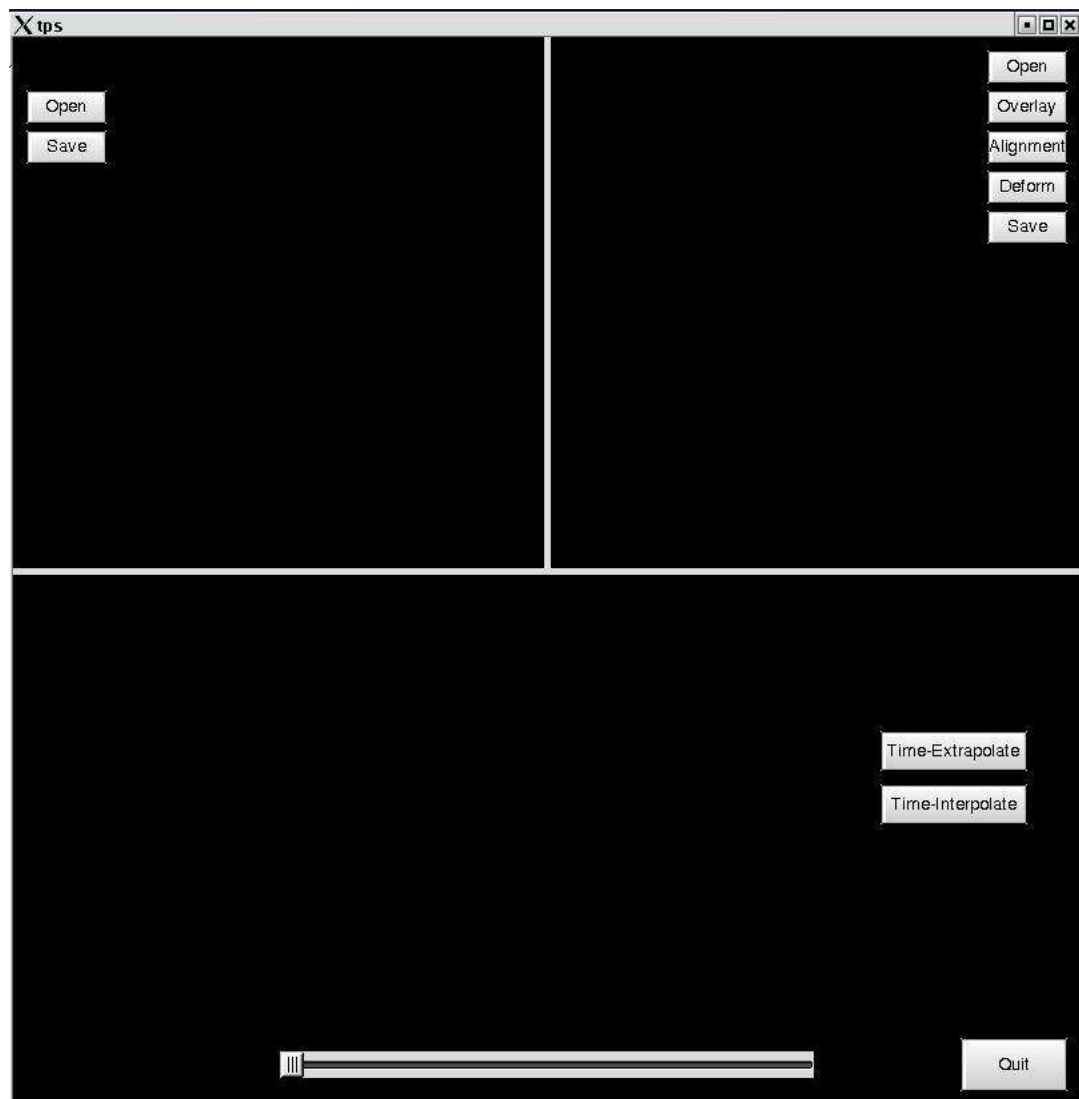 tps
Open
Save
Open
Overlay
Alignment
Deform
Save
Time-Extrapolate
Time-Interpolate
Quit